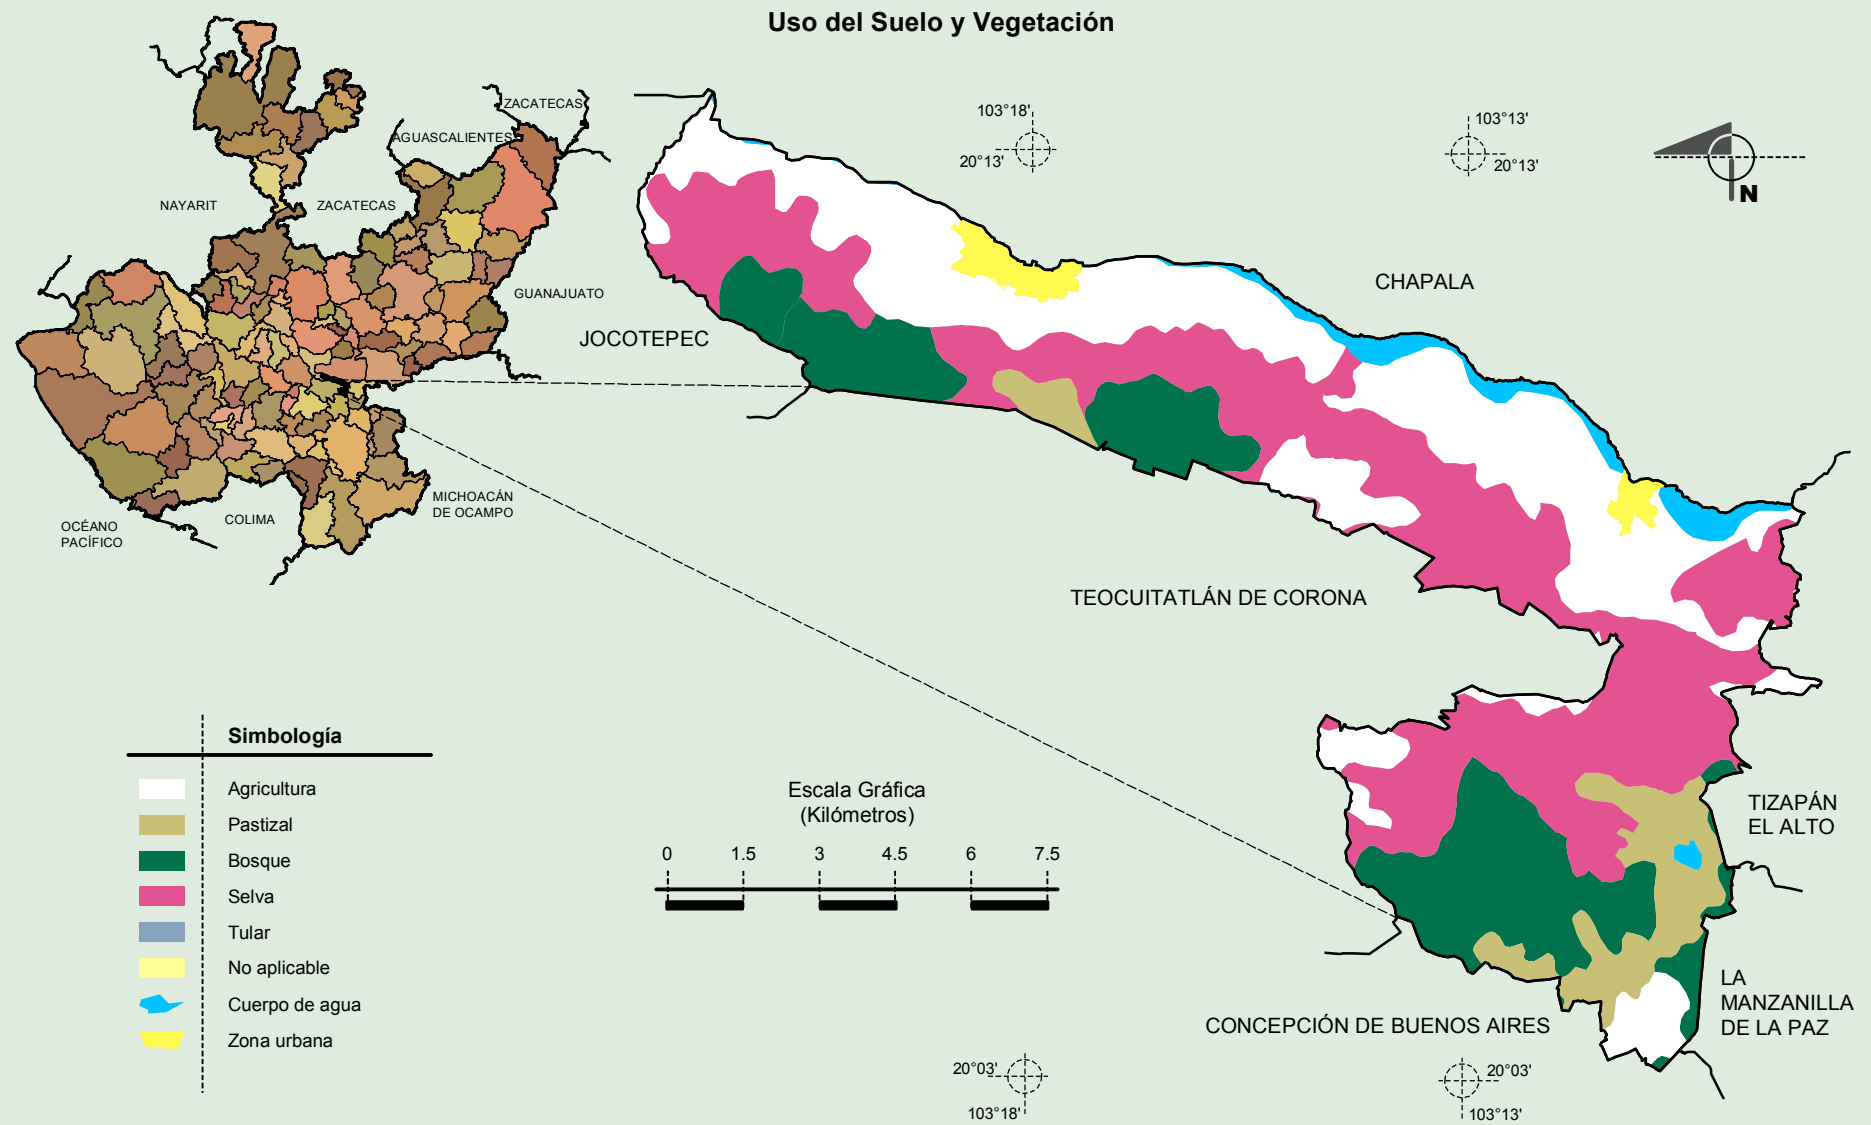 Uso del Suelo y Vegetación
ZACATECAS
AGUASCALIENTES
NAYARIT
ZACATECAS
GUANAJUATO
MICHOACÁN
DE OCAMPO
COLIMA
OCÉANO
PACÍFICO
103°18'
20°13'
103°13'
20°13'
N
CHAPALA
JOCOTEPEC
TEOCUITATLÁN DE CORONA
TIZAPÁN
EL ALTO
LA
MANZANILLA
DE LA PAZ
CONCEPCIÓN DE BUENOS AIRES
Simbología
Agricultura
Pastizal
Bosque
Selva
Tular
No aplicable
Cuerpo de agua
Zona urbana
Escala Gráfica
(Kilómetros)
0 1.5 3 4.5 6 7.5
20°03'
103°18'
20°03'
103°13'